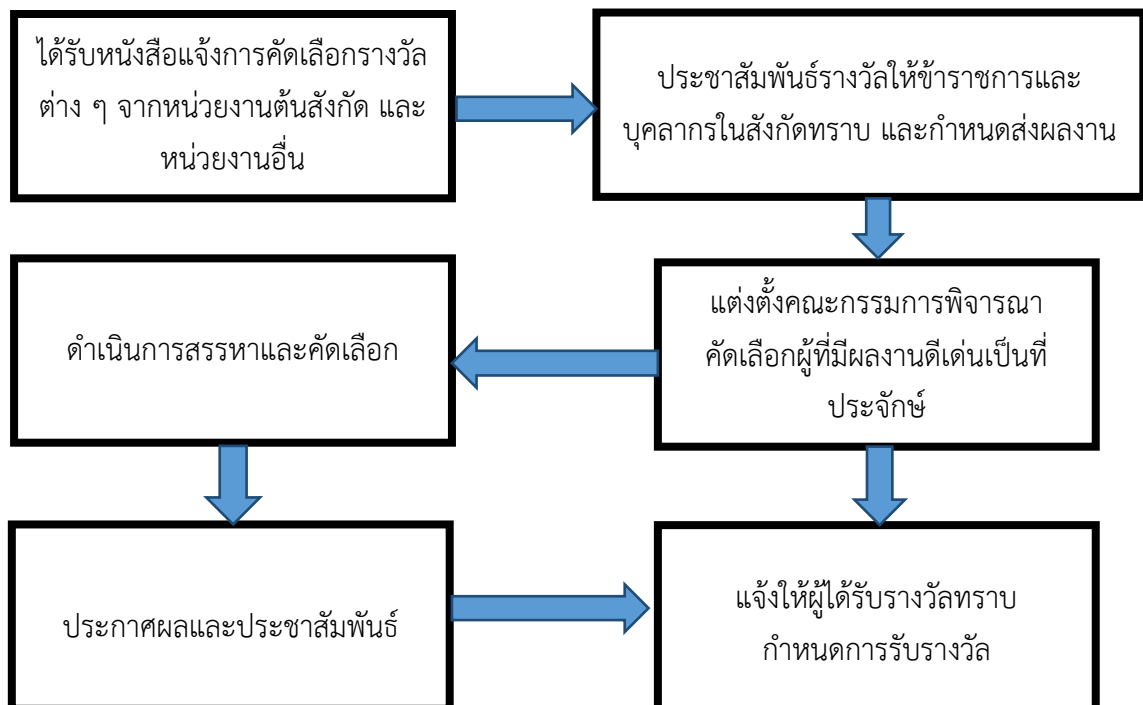 ได้รับหนังสือแจ้งการคัดเลือกรางวัล
ต่าง ๆ จากหน่วยงานต้นสังกัด และ
หน่วยงานอื่น
ประชาสัมพันธ์รางวัลให้ข้าราชการและ
บุคลากรในสังกัดทราบ และกำหนดส่งผลงาน
แต่งตั้งคณะกรรมการพิจารณา
คัดเลือกผู้ที่มีผลงานดีเด่นเป็นที่
ประจักษ์
ดำเนินการสรรหาและคัดเลือก
ประกาศผลและประชาสัมพันธ์
แจ้งให้ผู้ได้รับรางวัลทราบ
กำหนดการรับรางวัล